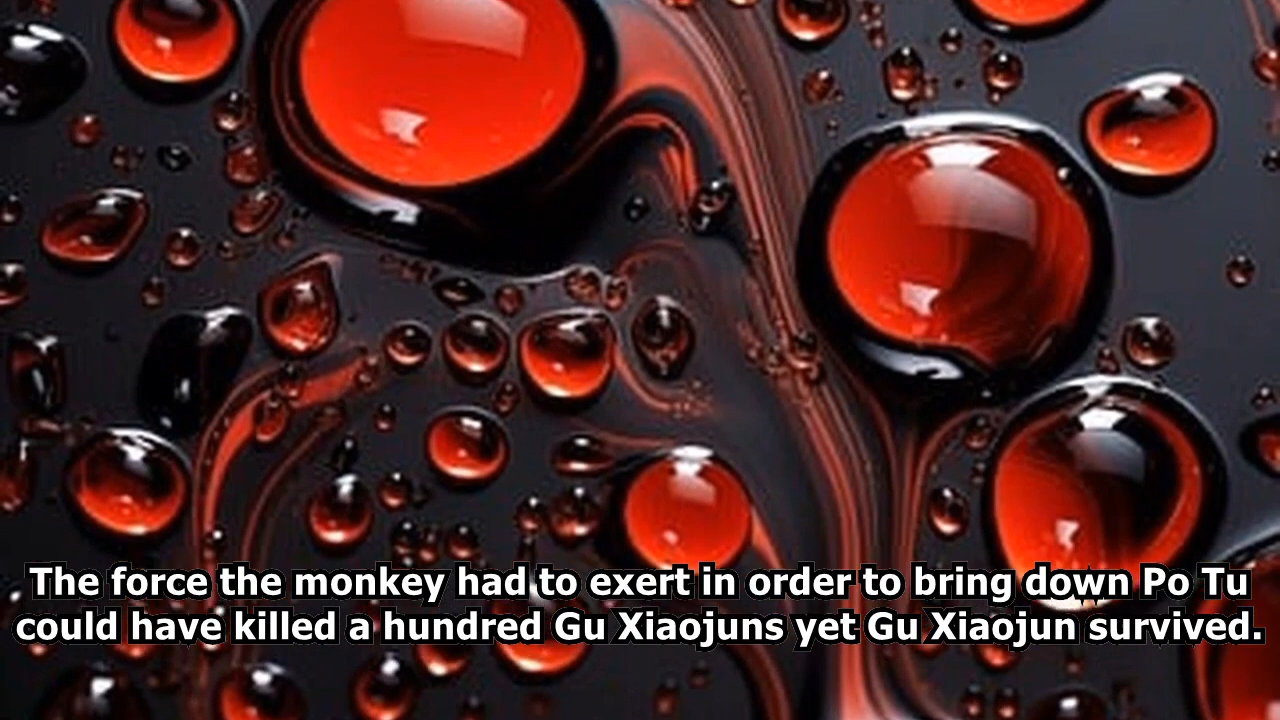 The force the monkey had to exert in order to bring down Po Tu
could have killed a hundred Gu Xiaojuns yet Gu Xiaojun survived.